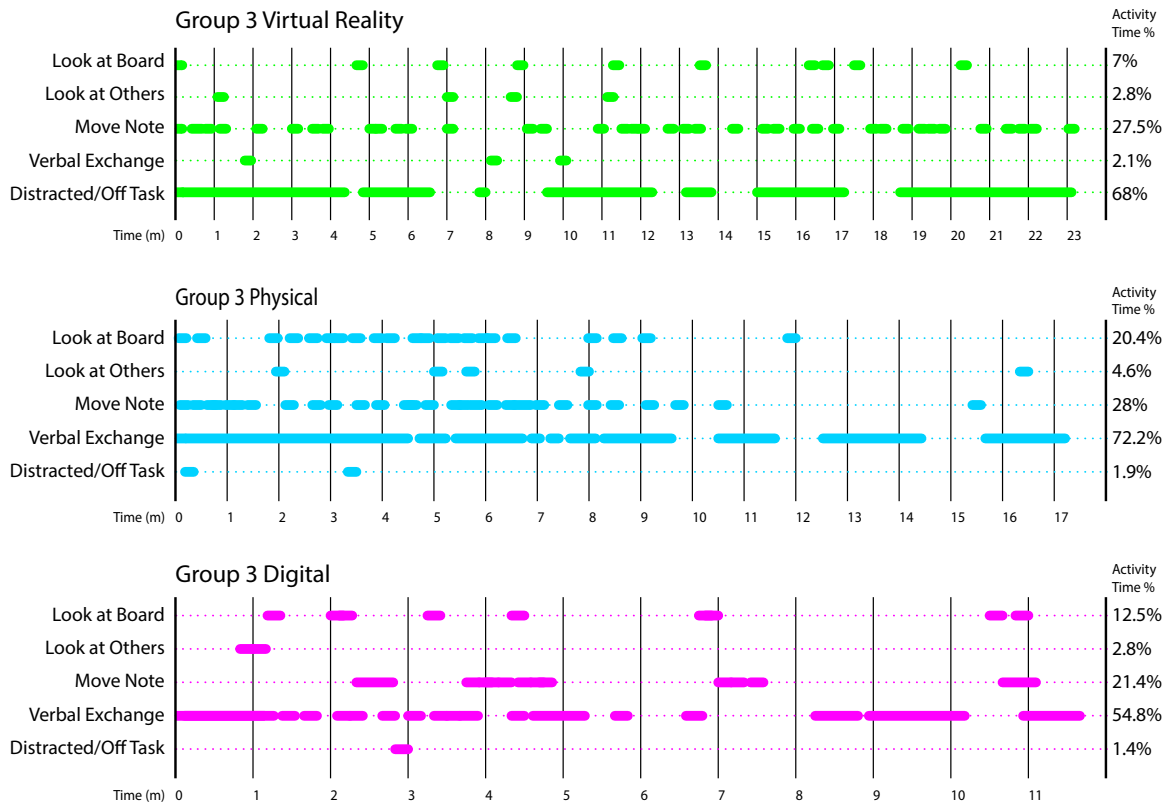 Group 3 Virtual Reality
Activity
Time %
Look at Board 7%
Look at Others 2.8%
Move Note 27.5%
Verbal Exchange 2.1%
Distracted/Off Task 68%
Time (m) 0 1 2 3 4 5 6 7 8 9 10 11 12 13 14 15 16 17 18 19 20 21 22 23
Group 3 Physical
Activity
Time %
Look at Board 20.4%
Look at Others 4.6%
Move Note 28%
Verbal Exchange 72.2%
Distracted/Off Task 1.9%
Time (m) 0 1 2 3 4 5 6 7 8 9 10 11 12 13 14 15 16 17
Group 3 Digital
Activity
Time %
Look at Board 12.5%
Look at Others 2.8%
Move Note 21.4%
Verbal Exchange 54.8%
Distracted/Off Task 1.4%
Time (m) 0 1 2 3 4 5 6 7 8 9 10 11